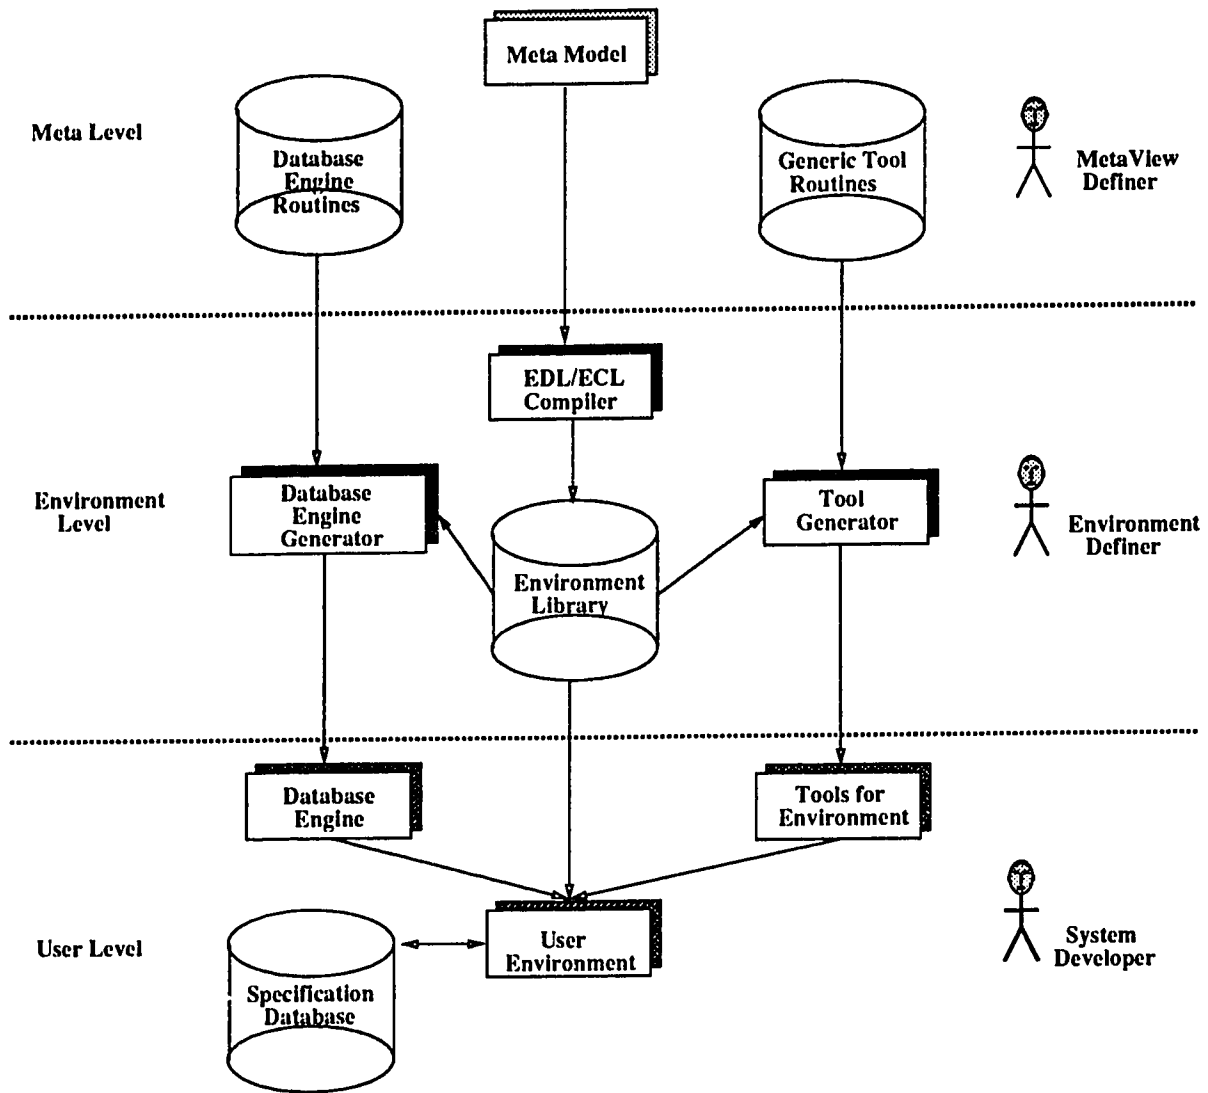 Meta Model
Meta Level
Database
Engine
Routines
Generic Tool
Routines
MetaView
Definer
EDL/ECL
Compiler
Environment
Level
Database
Engine
Generator
Tool
Generator
Environment
Definer
Environment
Library
Database
Engine
Tools for
Environment
User Level
User
Environment
System
Developer
Specification
Database